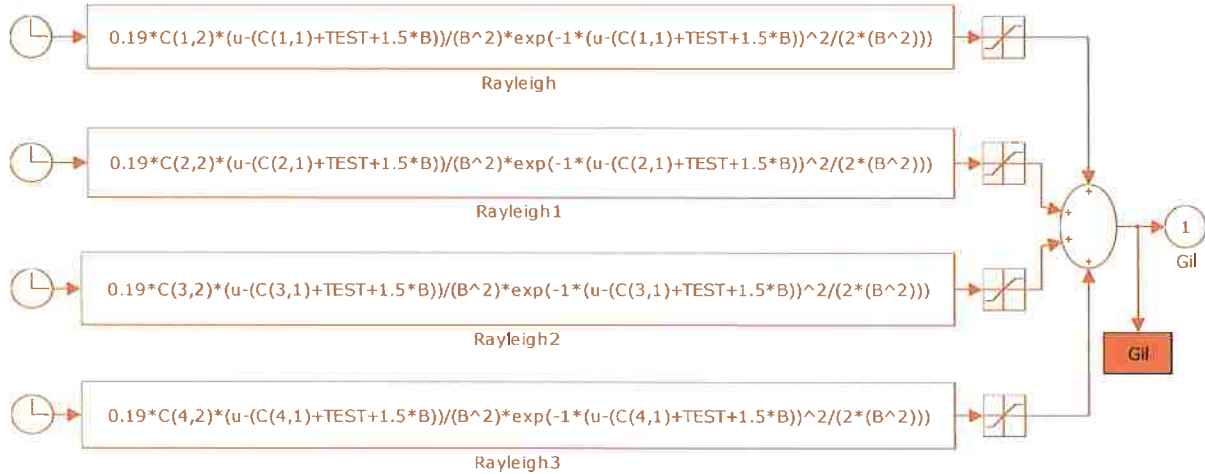 0.19*C(1,2)*(u-(C(1,1)+TEST+1.5*B))/(B^2)*exp(-1*(u-(C(1,1)+TEST+1.5*B))^2/(2*(B^2)))
Rayleigh
+
0.19*C(2,2)*(u-(C(2,1)+TEST+1.5*B))/(B^2)*exp(-1*(u-(C(2,1)+TEST+1.5*B))^2/(2*(B^2)))
Rayleigh1
+
1
+
Gil
+
0.19*C(3,2)*(u-(C(3,1)+TEST+1.5*B))/(B^2)*exp(-1*(u-(C(3,1)+TEST+1.5*B))^2/(2*(B^2)))
Rayleigh2
Gil
0.19*C(4,2)*(u-(C(4,1)+TEST+1.5*B))/(B^2)*exp(-1*(u-(C(4,1)+TEST+1.5*B))^2/(2*(B^2)))
Rayleigh3